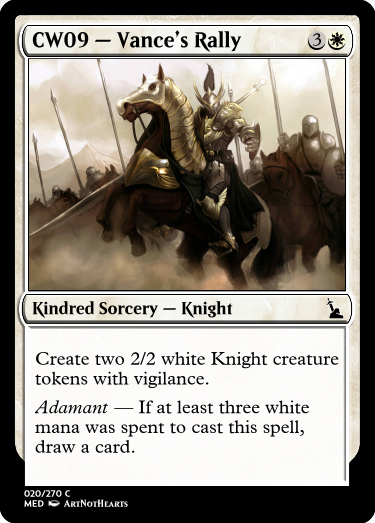 CW09 — Vance's Rally 3
Kindred Sorcery — Knight
Create two 2/2 white Knight creature
tokens with vigilance.
Adamant — If at least three white
mana was spent to cast this spell,
draw a card.
020/270 C
MED ArtNotHearts